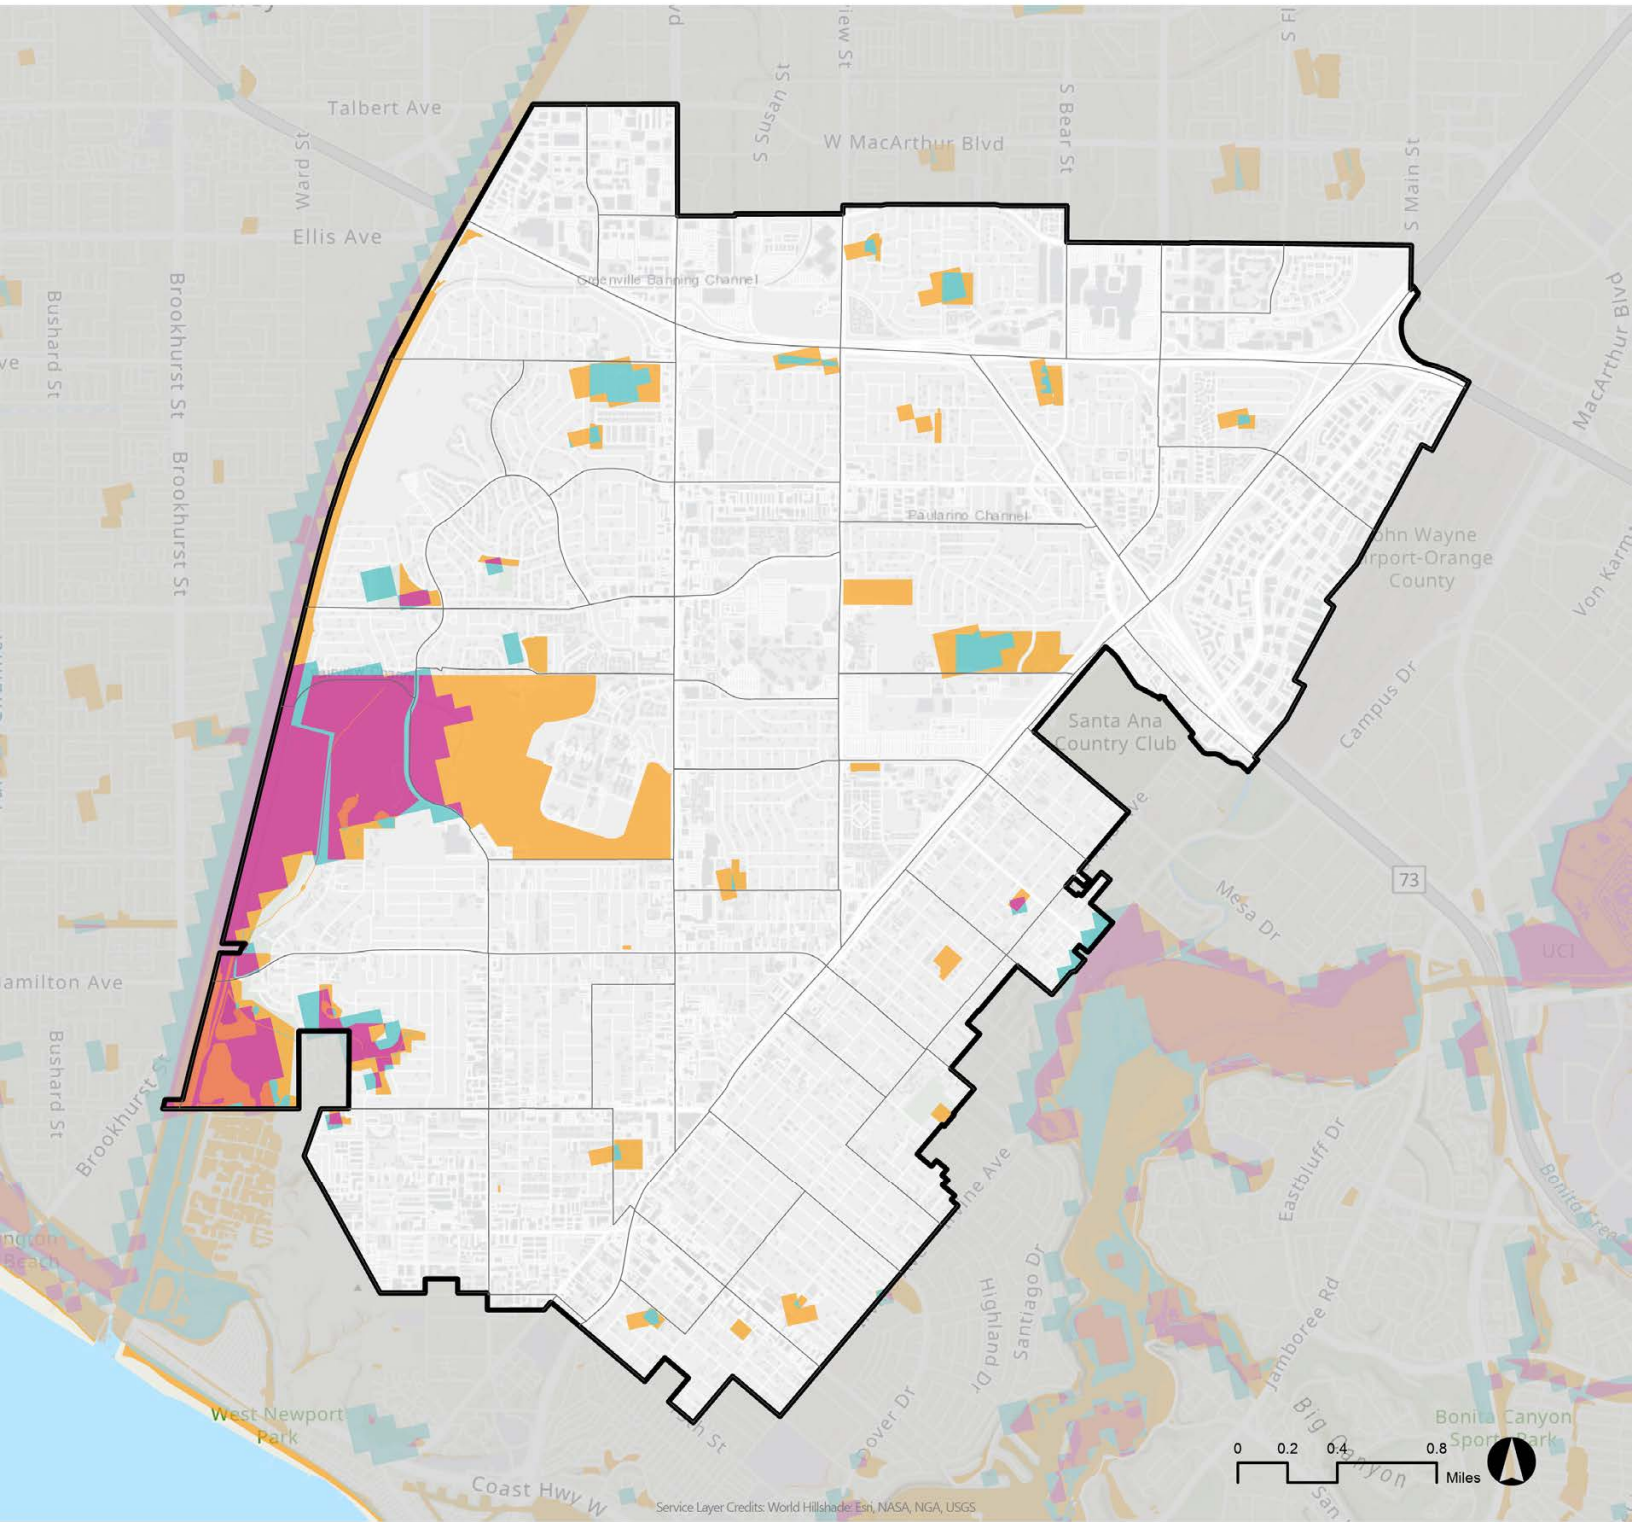 Talbert Ave
Ward St
Ellis Ave
S Susan St
W MacArthur Blvd
S Bear St
S Main St
MacArthur Blvd
Greenville Banning Channel
Bushard St
Brookhurst St
Brookhurst St
Paularino Channel
John Wayne
Airport-Orange
County
Campus Dr
Santa Ana
Country Club
73
Mesa Dr
UCI
Hamilton Ave
Bushard St
Brookhurst St
Eastbluff Dr
Santiago Dr
Highland Dr
Jamboree Rd
Dover Dr
Big Canyon
West Newport
Park
Bonita Canyon
Sports Park
Coast Hwy W
0 0.2 0.4 0.8
Miles
Service Layer Credits: World Hillshade: Esri, NASA, NGA, USGS